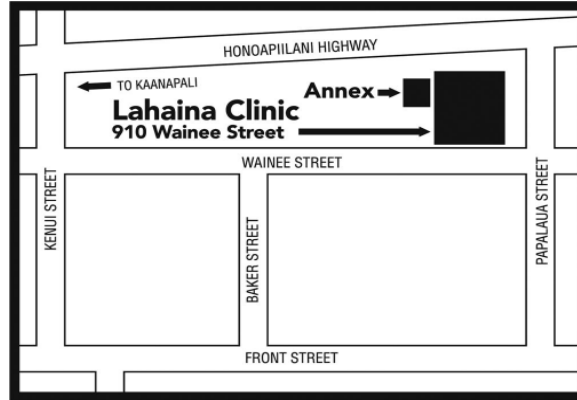 HONOAPIILANI HIGHWAY
TO KAANAPALI
Annex
Lahaina Clinic
910 Wainee Street
WAINEE STREET
KENUI STREET
BAKER STREET
PAPALAUA STREET
FRONT STREET